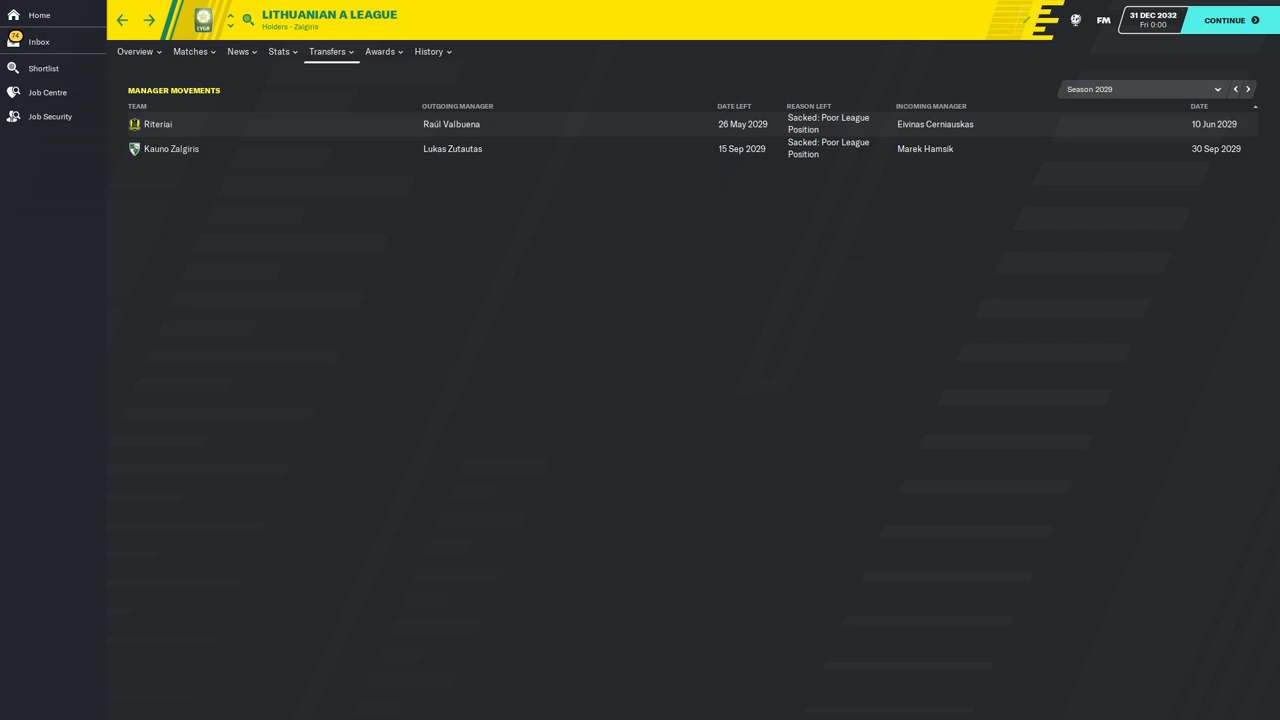 Home
74
Inbox
Shortlist
Job Centre
Job Security
LYGA
LITHUANIAN A LEAGUE
Holders - Zalgiris
FM
31 DEC 2032
Fri 0:00
CONTINUE
Overview
Matches
News
Stats
Transfers
Awards
History
MANAGER MOVEMENTS
Season 2029
TEAM OUTGOING MANAGER DATE LEFT REASON LEFT INCOMING MANAGER DATE
Riteriai Raúl Valbuena 26 May 2029 Sacked: Poor League Position Eivinas Cerniauskas 10 Jun 2029
Kauno Zalgiris Lukas Zutautas 15 Sep 2029 Sacked: Poor League Position Marek Hamsik 30 Sep 2029